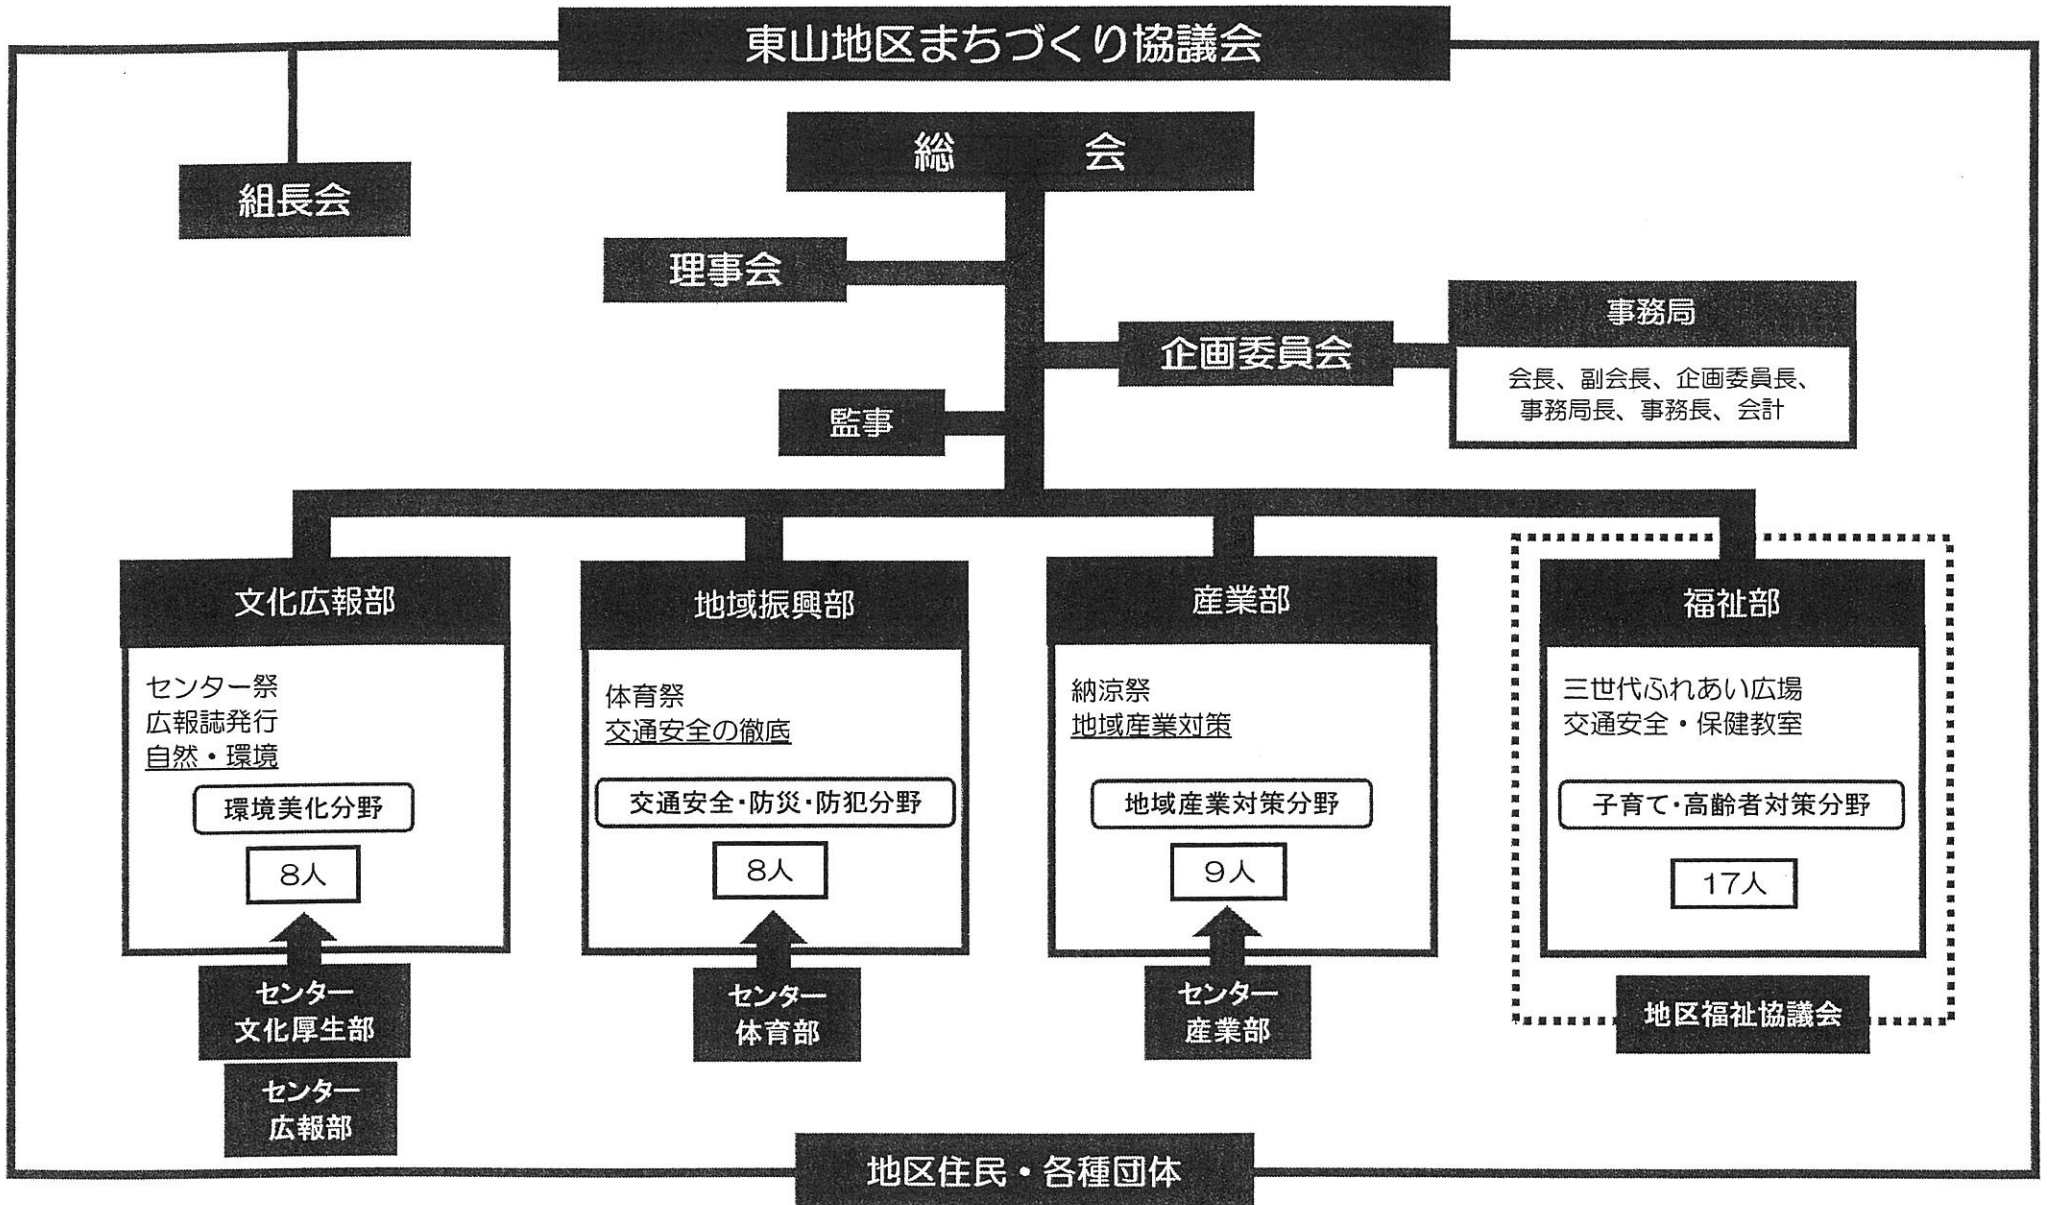 東山地区まちづくり協議会
総　会
組長会
理事会
事務局
企画委員会
会長、副会長、企画委員長、
事務局長、事務長、会計
監事
文化広報部
センター祭
広報誌発行
自然・環境
環境美化分野
8人
センター
文化厚生部
センター
広報部
地域振興部
体育祭
交通安全の徹底
交通安全・防災・防犯分野
8人
センター
体育部
産業部
納涼祭
地域産業対策
地域産業対策分野
9人
センター
産業部
福祉部
三世代ふれあい広場
交通安全・保健教室
子育て・高齢者対策分野
17人
地区福祉協議会
地区住民・各種団体